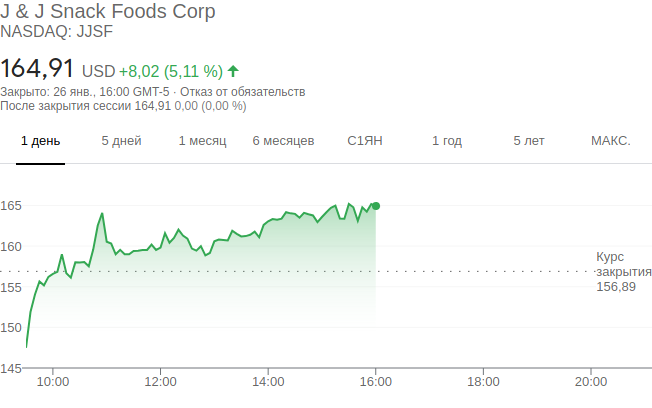 J & J Snack Foods Corp
NASDAQ: JJSF
164,91 USD +8,02 (5,11 %)
Закрыто: 26 янв., 16:00 GMT-5 · Отказ от обязательств
После закрытия сессии 164,91 0,00 (0,00 %)
1 день 5 дней 1 месяц 6 месяцев С1ЯН 1 год 5 лет МАКС.
165
160
155
150
145
Курс
закрытия
156,89
10:00 12:00 14:00 16:00 18:00 20:00